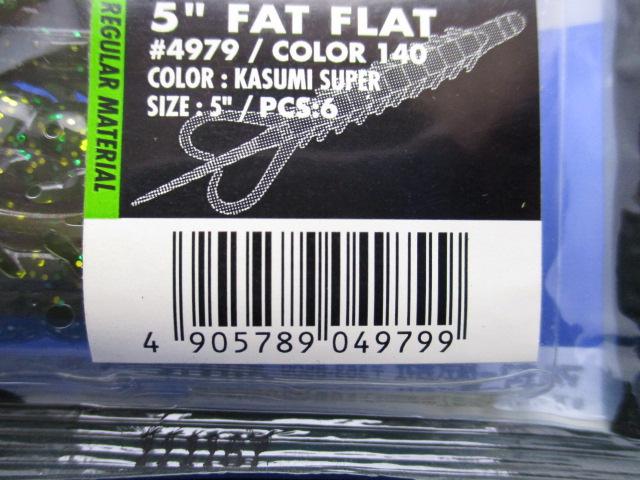 5" FAT FLAT
#4979 / COLOR 140
COLOR : KASUMI SUPER
SIZE : 5" / PCS:6
REGULAR MATERIAL
4 905789 049799